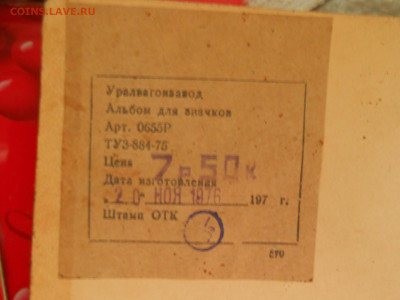 COINS.LAVE.RU
Уралвагонзавод
Альбом для значков
Арт. 0655Р
ТУЗ-884-75
Цена 7р50к
Дата изготовления
20 НОЯ 1976 197 г.
Штамп ОТК